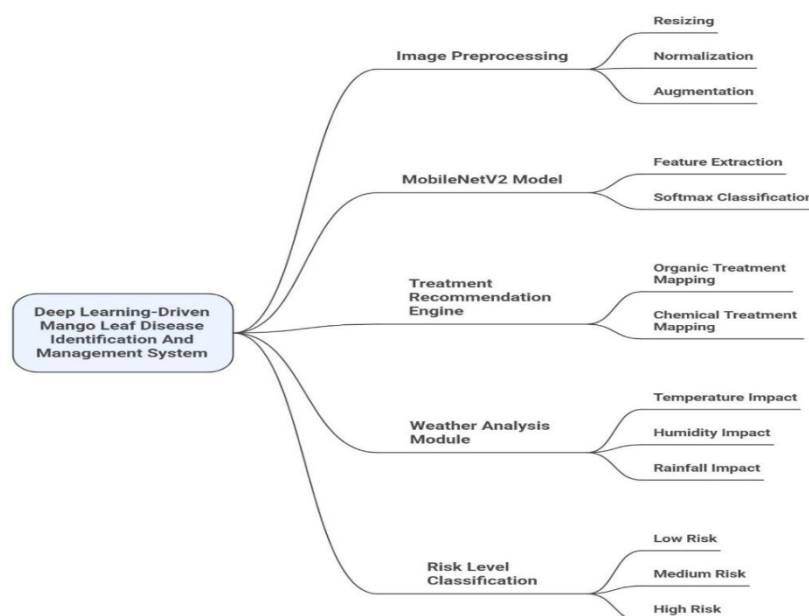 Resizing
Image Preprocessing
Normalization
Augmentation
Feature Extraction
MobileNetV2 Model
Softmax Classification
Organic Treatment
Mapping
Treatment
Recommendation
Engine
Chemical Treatment
Mapping
Deep Learning-Driven
Mango Leaf Disease
Identification And
Management System
Temperature Impact
Weather Analysis
Module
Humidity Impact
Rainfall Impact
Low Risk
Risk Level
Classification
Medium Risk
High Risk